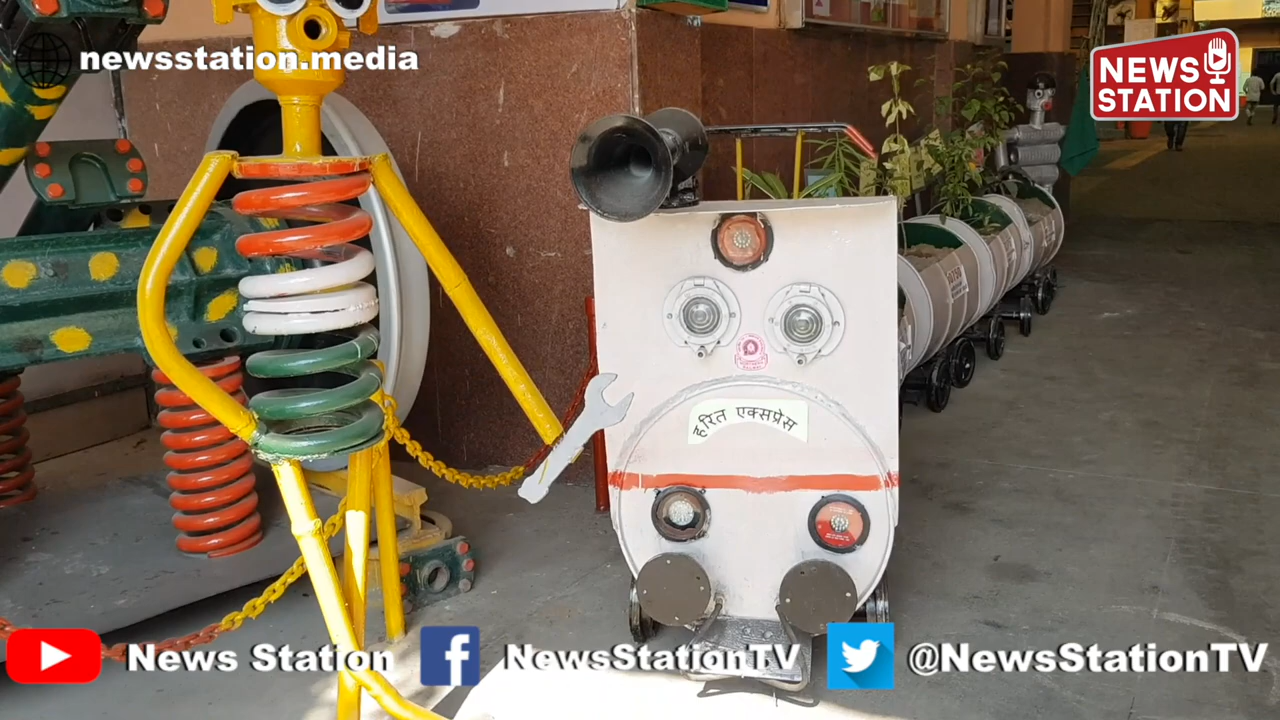 newsstation.media
NEWS
STATION
हरित एक्सप्रेस
News Station
NewsStationTV
@NewsStationTV